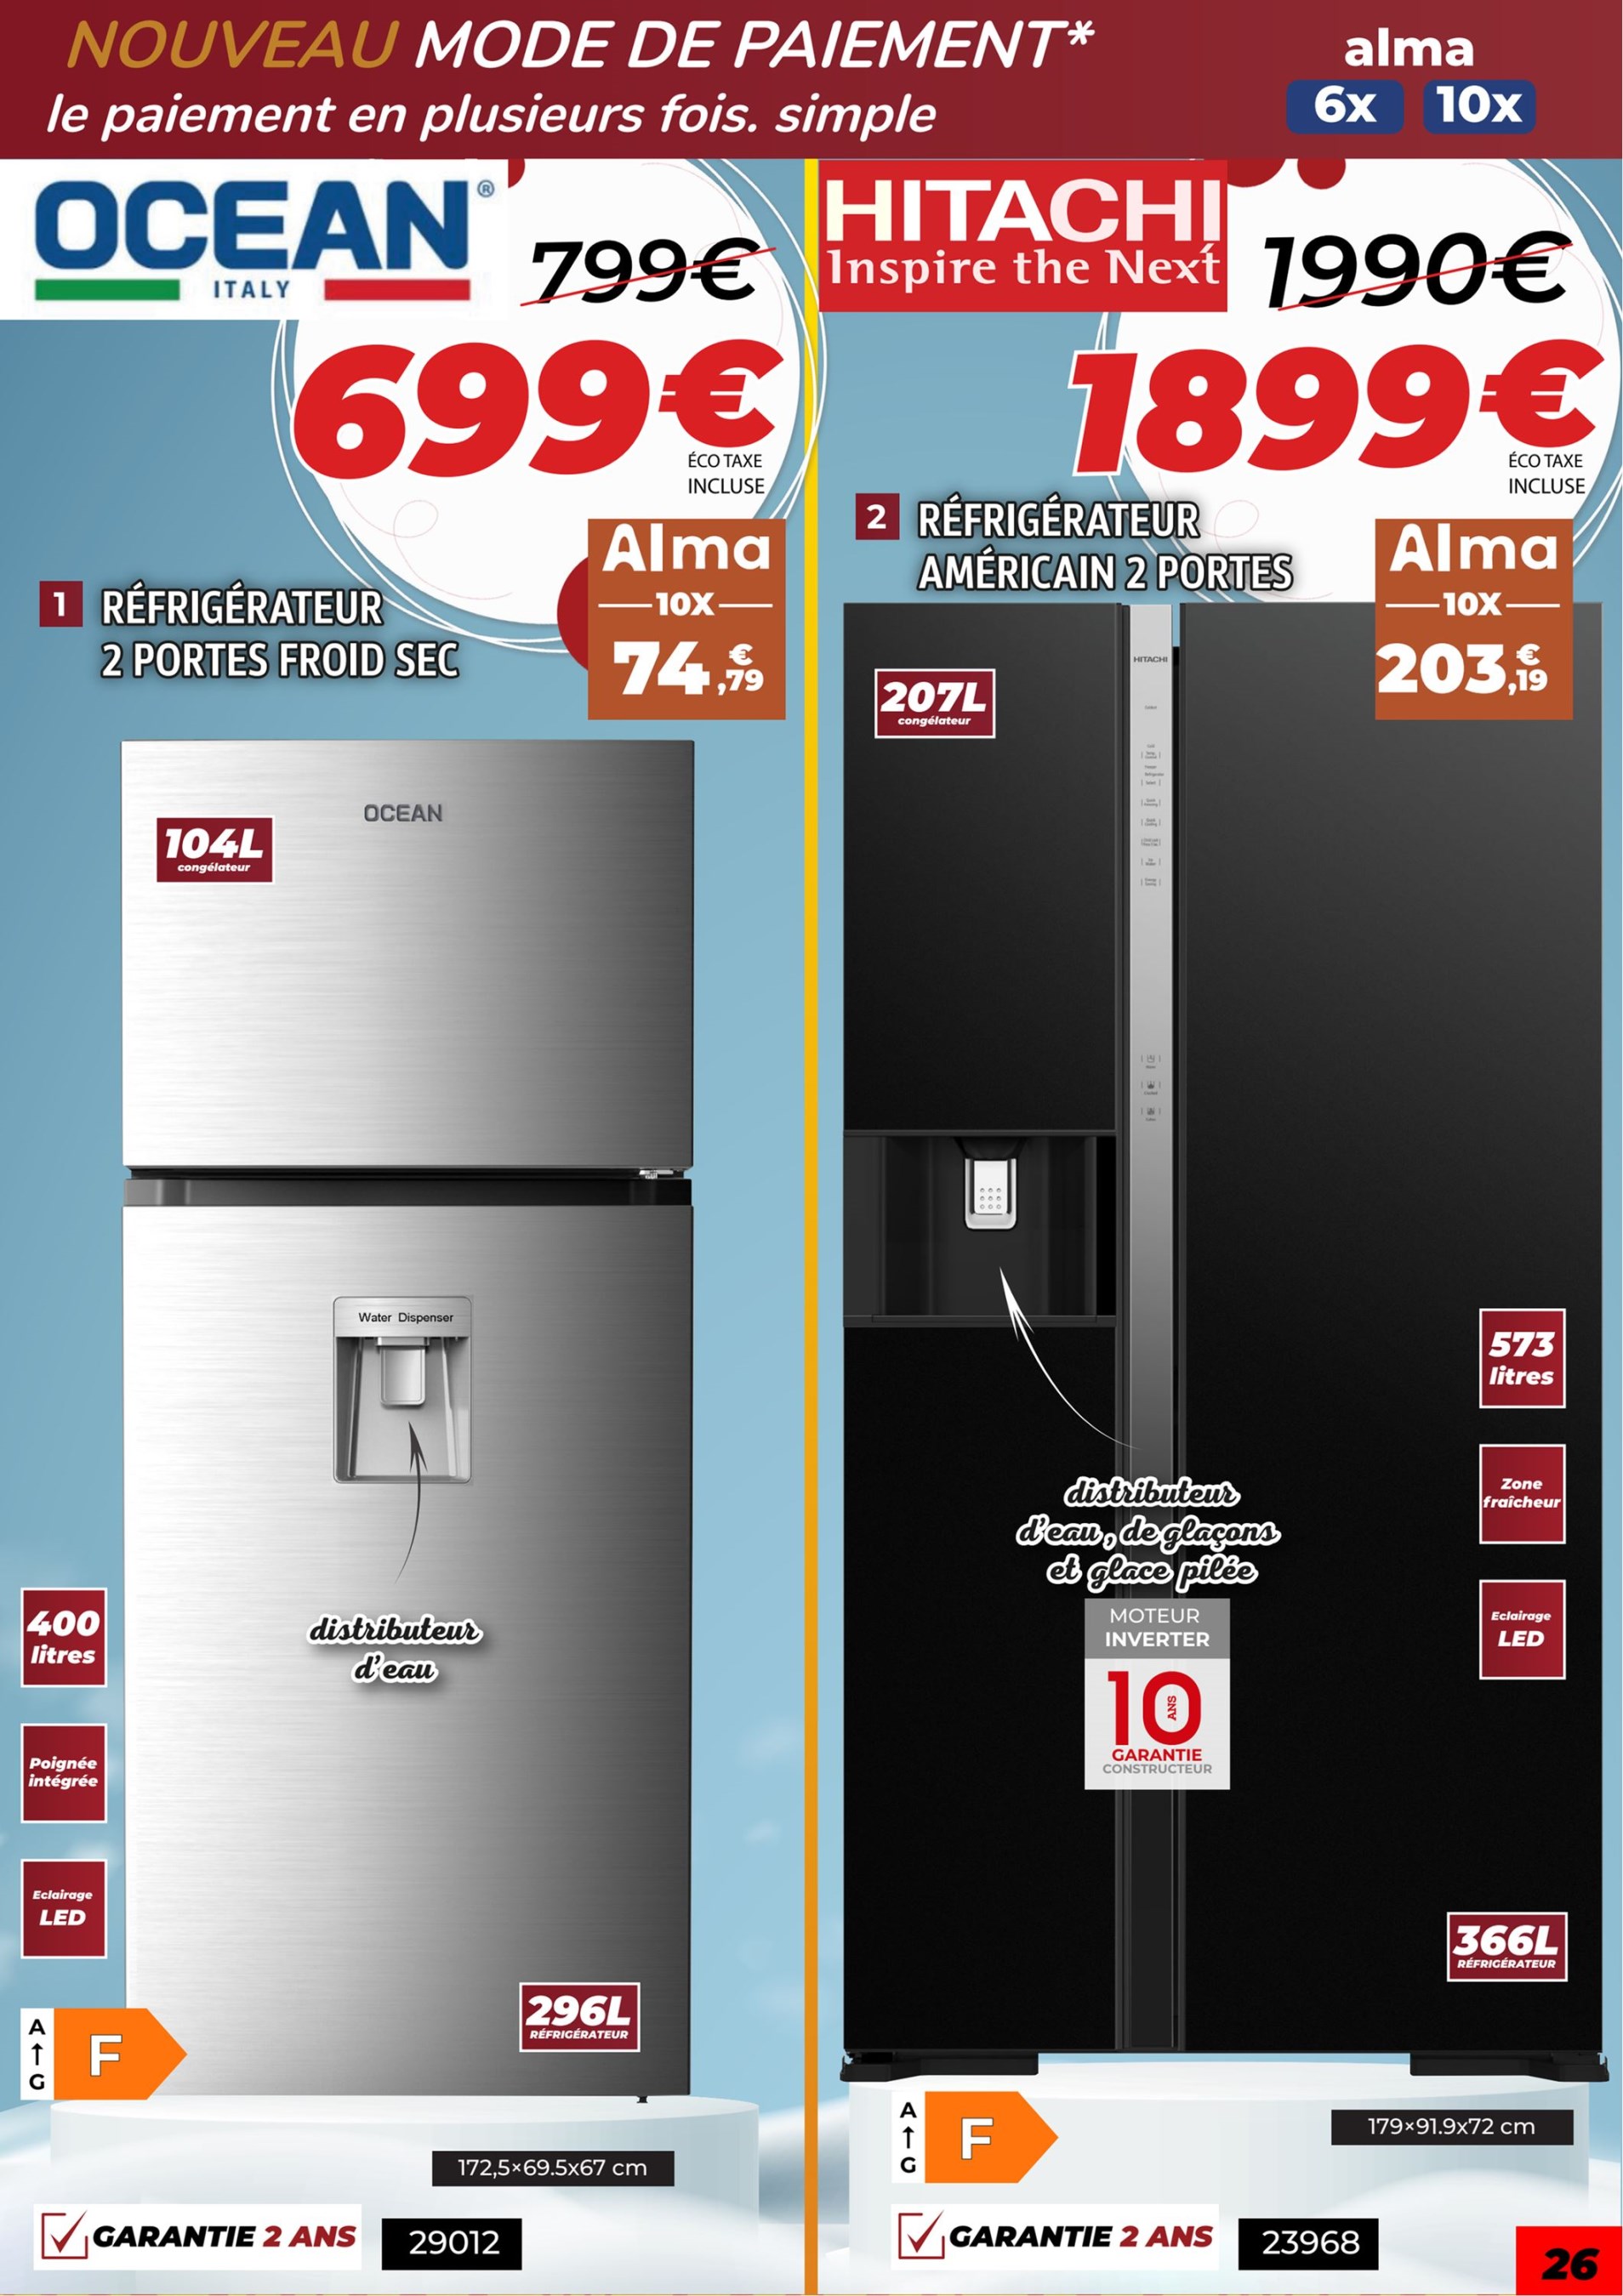 NOUVEAU MODE DE PAIEMENT*
le paiement en plusieurs fois. simple
alma
6x 10x
OCEAN®
ITALY
799€
699€
ÉCO TAXE
INCLUSE
Alma
10X
74,€79
1 RÉFRIGÉRATEUR
2 PORTES FROID SEC
OCEAN
104L
congélateur
Water Dispenser
distributeur
d'eau
400
litres
Poignée
intégrée
Eclairage
LED
296L
RÉFRIGÉRATEUR
A
↑
G
F
172,5×69.5x67 cm
GARANTIE 2 ANS
29012
HITACHI
Inspire the Next
1990€
1899€
ÉCO TAXE
INCLUSE
2 RÉFRIGÉRATEUR
AMÉRICAIN 2 PORTES
Alma
10X
203,€19
207L
congélateur
HITACHI
573
litres
Zone
fraîcheur
Eclairage
LED
distributeur
d'eau, de glaçons
et glace pilée
MOTEUR
INVERTER
10 ANS
GARANTIE
CONSTRUCTEUR
366L
RÉFRIGÉRATEUR
A
↑
G
F
179×91.9x72 cm
GARANTIE 2 ANS
23968
26